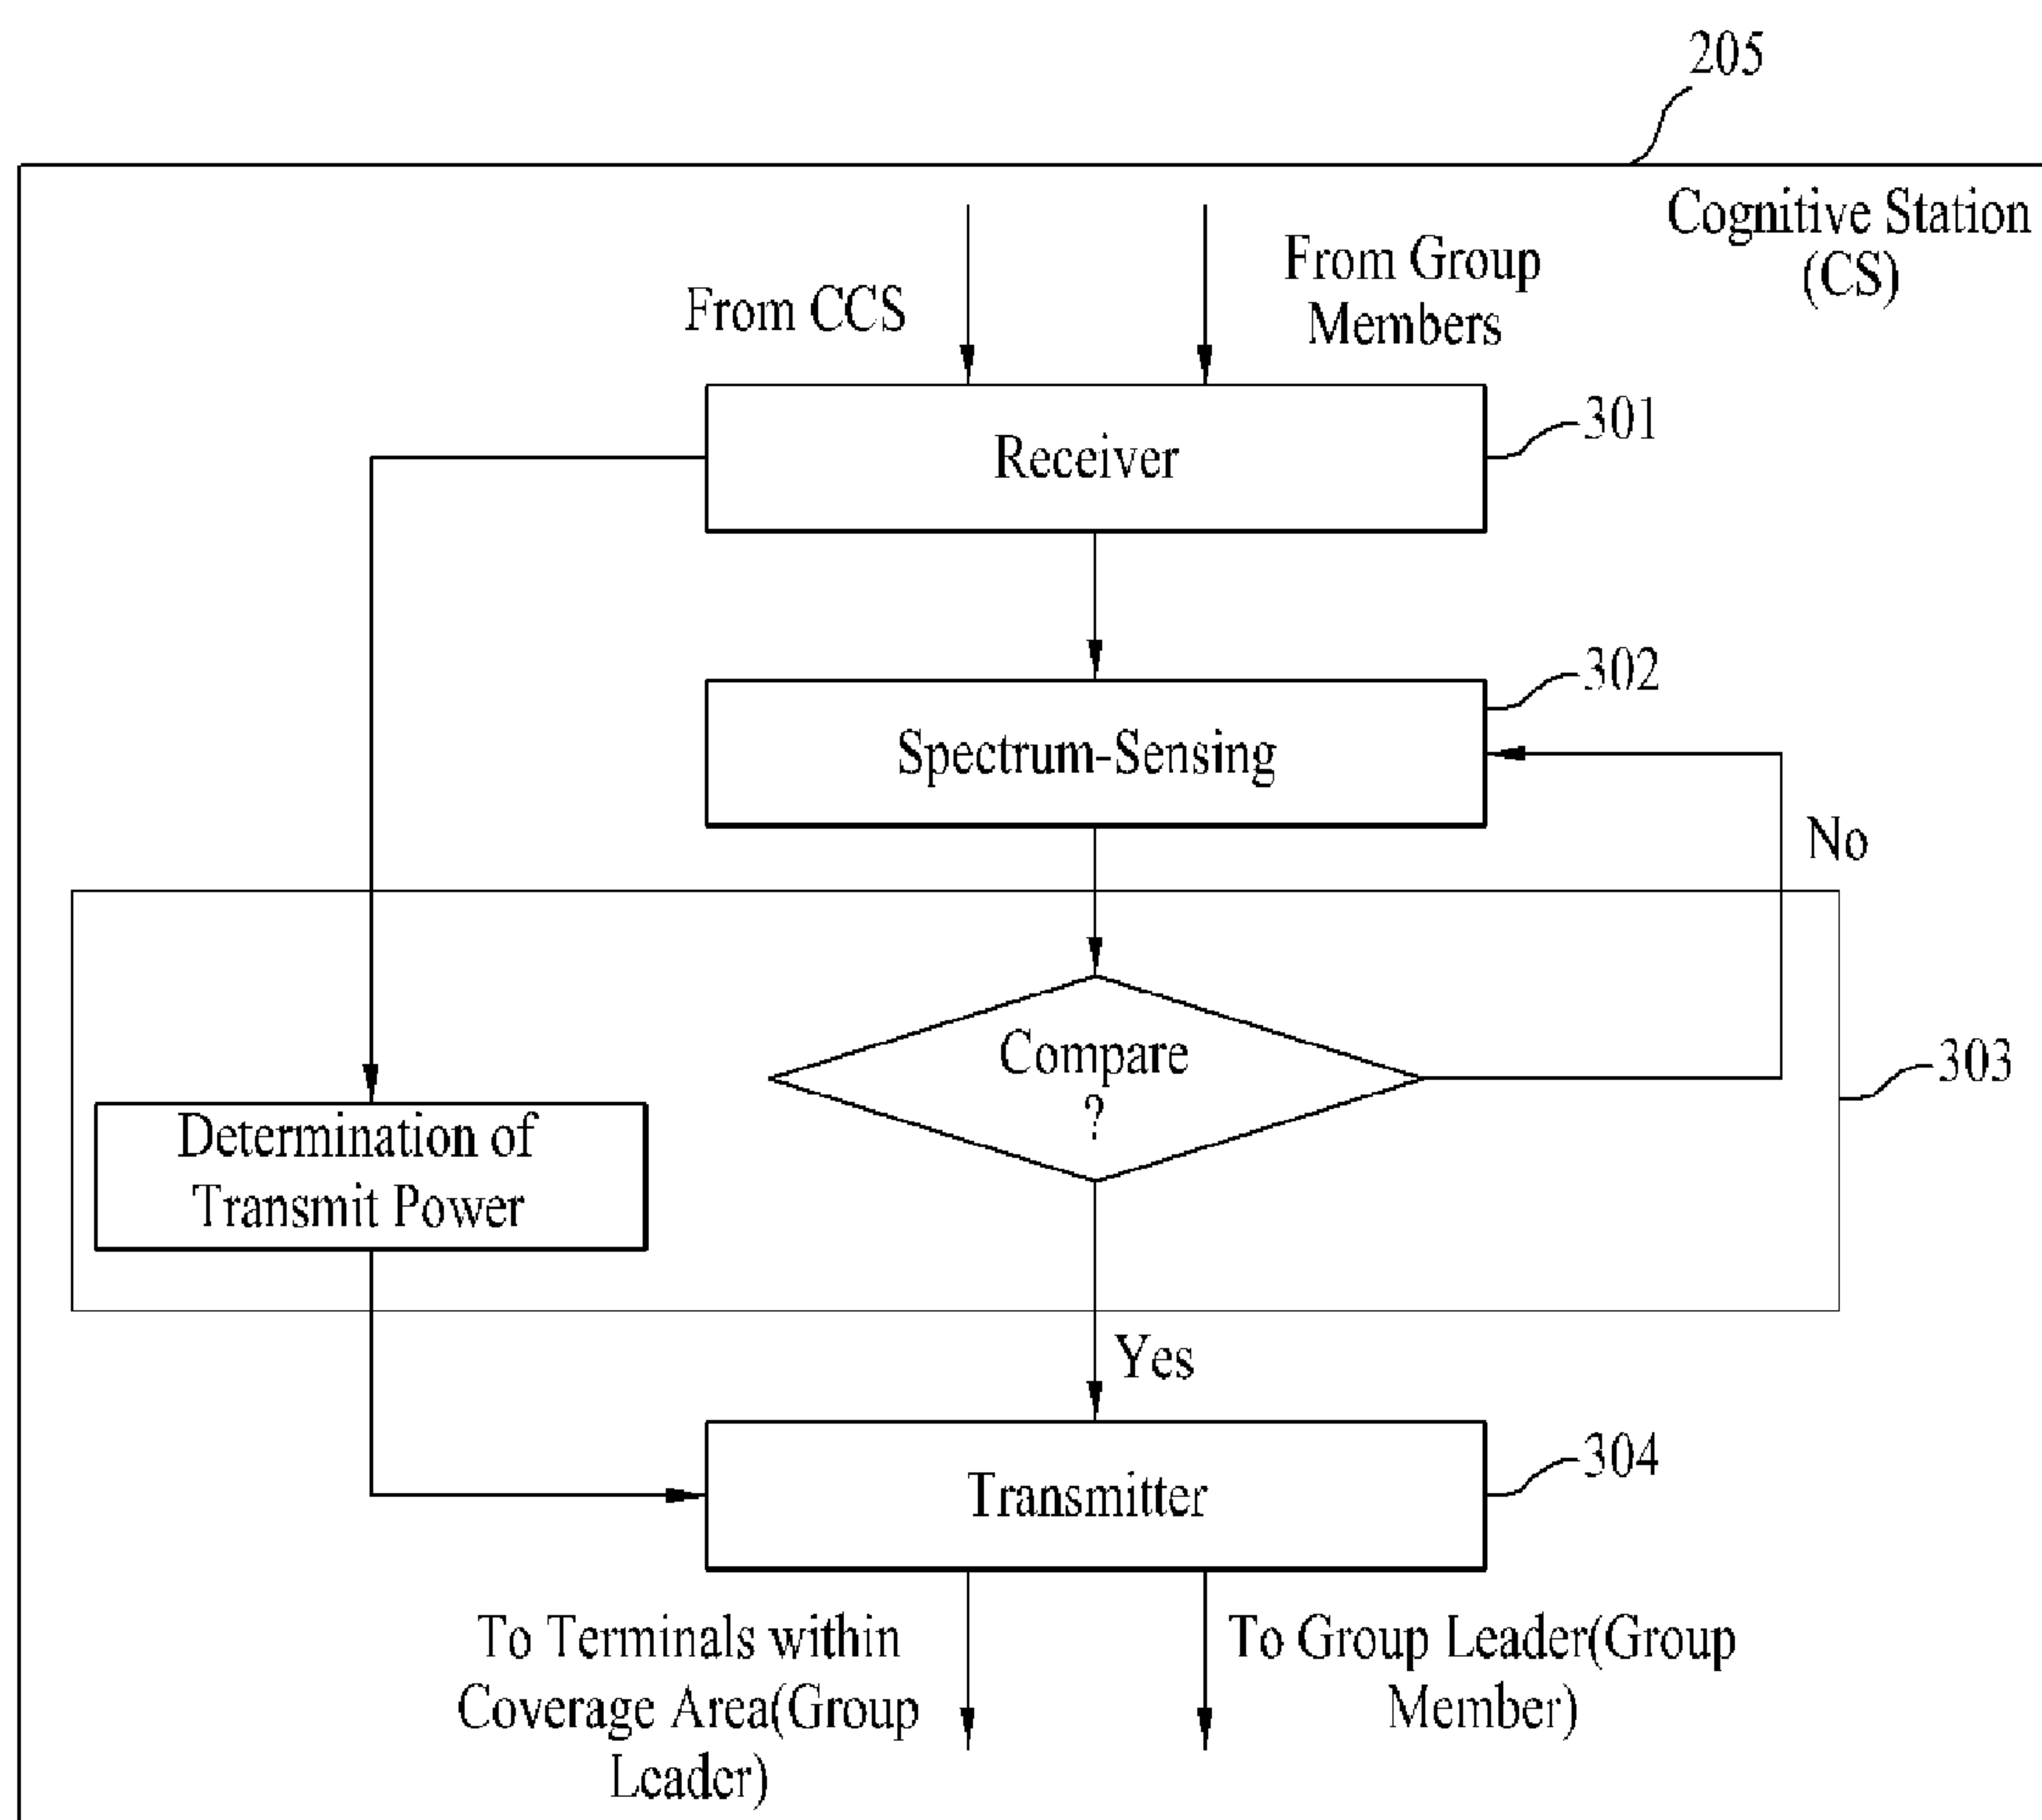 205
Cognitive Station
(CS)
From CCS
From Group
Members
Receiver
301
Spectrum-Sensing
302
No
Compare
?
303
Determination of
Transmit Power
Yes
Transmitter
304
To Terminals within
Coverage Area(Group
Leader)
To Group Leader(Group
Member)